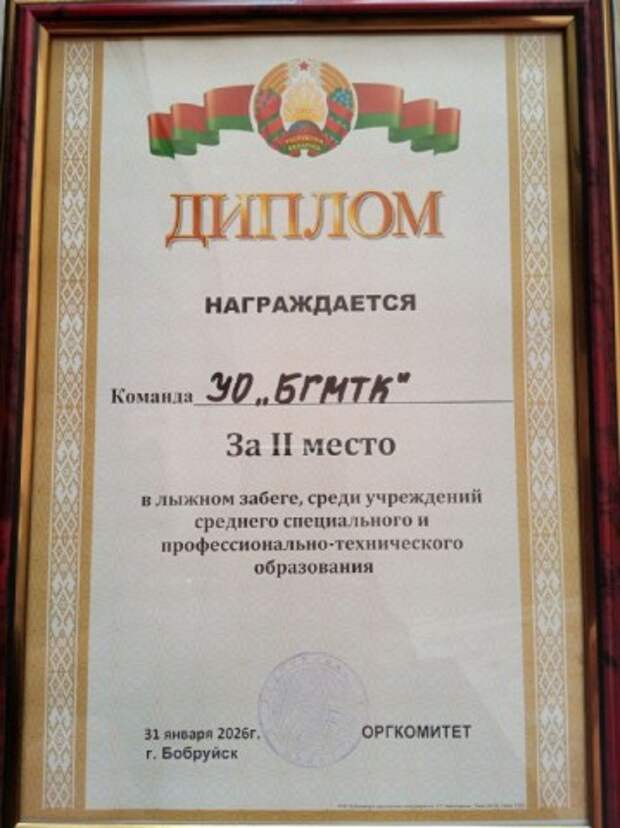 ДИПЛОМ
НАГРАЖДАЕТСЯ
Команда УО „БГМТК"
За II место
в лыжном забеге, среди учреждений
среднего специального и
профессионально-технического
образования
31 января 2026г. ОРГКОМИТЕТ
г. Бобруйск